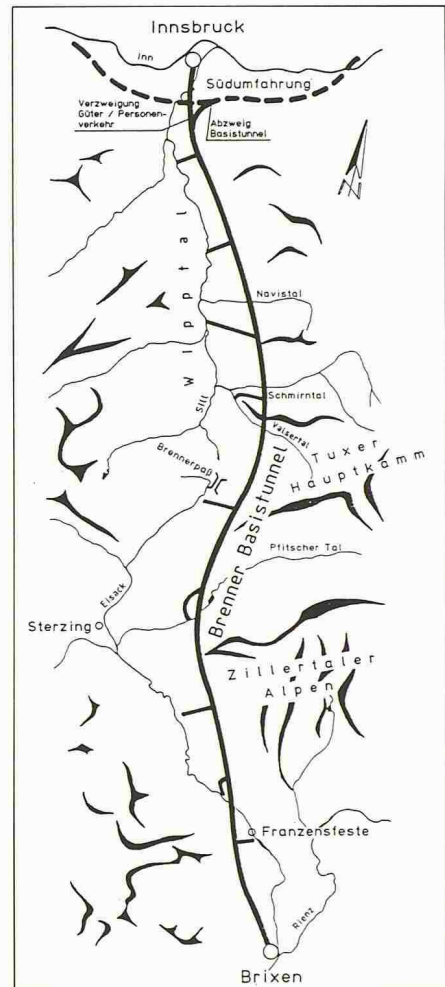 Innsbruck
Inn
Südumfahrung
Verzweigung
Güter / Personen-
verkehr
Abzweig
Basistunnel
N
Wipptal
Navistal
Sill
Schmirntal
Valsertal
Tuxer
Hauptkamm
Brennerpaß
Brenner Basistunnel
Pfitscher Tal
Eisack
Sterzing
Zillertaler
Alpen
Franzensfeste
Rienz
Brixen